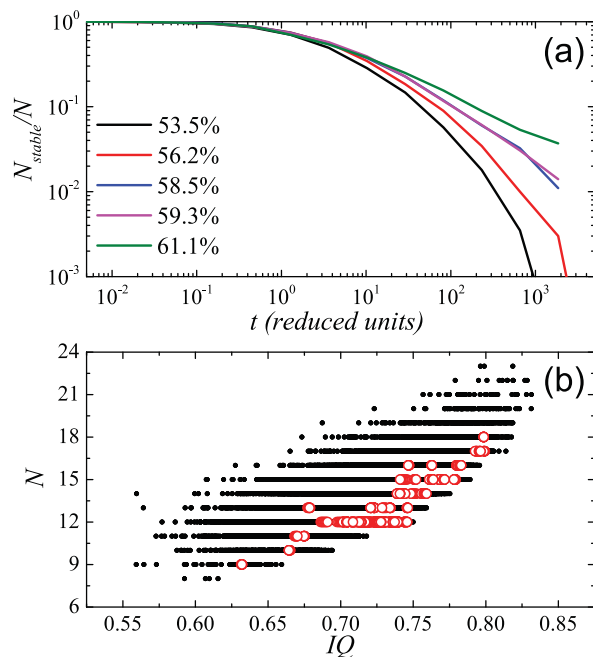 (a)
N_stable/N
10^0
10^-1
10^-2
10^-3
53.5%
56.2%
58.5%
59.3%
61.1%
10^-2 10^-1 10^0 10^1 10^2 10^3
t (reduced units)
(b)
N
24
21
18
15
12
9
6
0.55 0.60 0.65 0.70 0.75 0.80 0.85
IQ